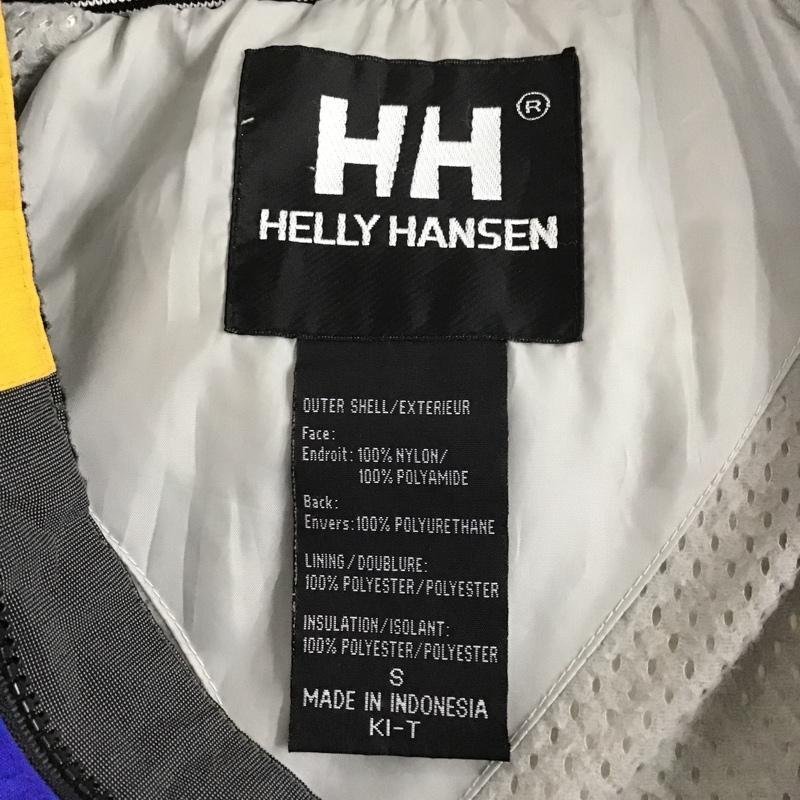 HH ®
HELLY HANSEN
OUTER SHELL/EXTERIEUR
Face:
Endroit: 100% NYLON/
100% POLYAMIDE
Back:
Envers: 100% POLYURETHANE
LINING/DOUBLURE:
100% POLYESTER/POLYESTER
INSULATION/ISOLANT:
100% POLYESTER/POLYESTER
S
MADE IN INDONESIA
KI-T